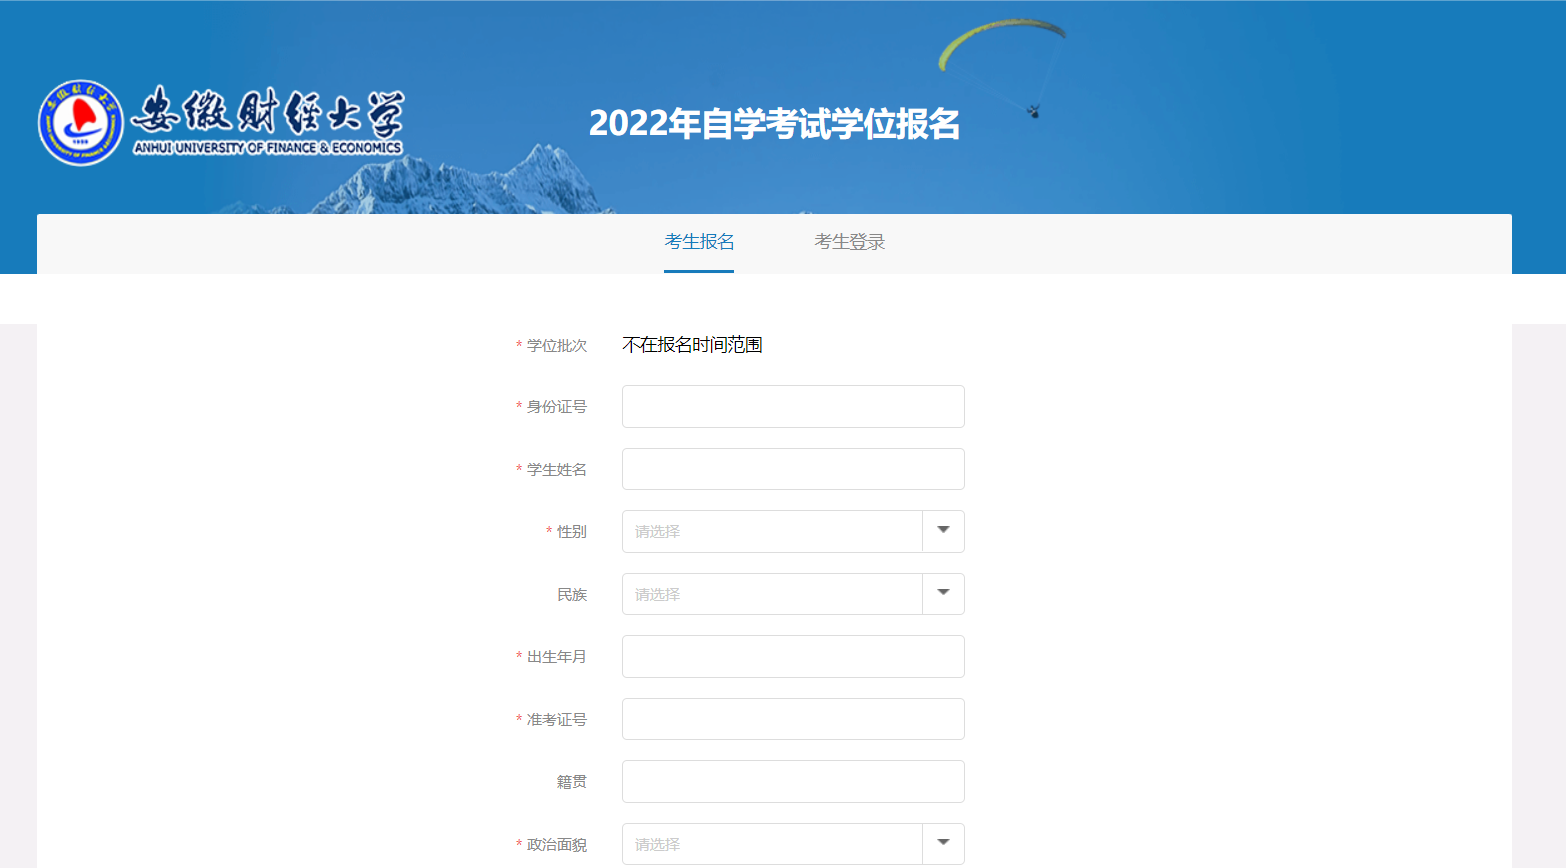 安徽财经大学
ANHUI UNIVERSITY OF FINANCE & ECONOMICS
2022年自学考试学位报名
考生报名 考生登录
* 学位批次 不在报名时间范围
* 身份证号
* 学生姓名
* 性别 请选择
民族 请选择
* 出生年月
* 准考证号
籍贯
* 政治面貌 请选择